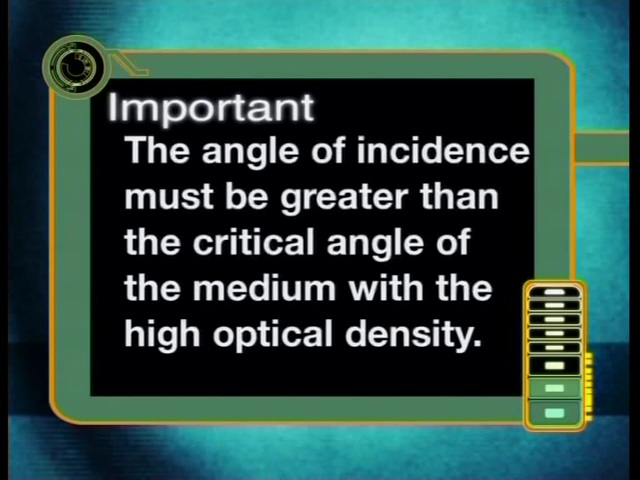 Important
The angle of incidence
must be greater than
the critical angle of
the medium with the
high optical density.